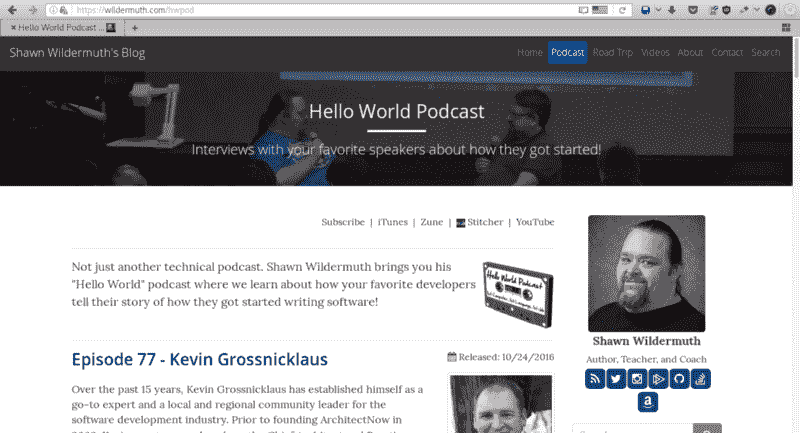 https://wildermuth.com/hwpod
Hello World Podcast ...
Shawn Wildermuth's Blog
Home Podcast Road Trip Videos About Contact Search
Hello World Podcast
Interviews with your favorite speakers about how they got started!
Subscribe | iTunes | Zune | Stitcher | YouTube
Not just another technical podcast. Shawn Wildermuth brings you his
"Hello World" podcast where we learn about how your favorite developers
tell their story of how they got started writing software!
Hello World Podcast
Shawn Wildermuth
Author, Teacher, and Coach
Episode 77 - Kevin Grossnicklaus
Released: 10/24/2016
Over the past 15 years, Kevin Grossnicklaus has established himself as a
go-to expert and a local and regional community leader for the
software development industry. Prior to founding ArchitectNow in